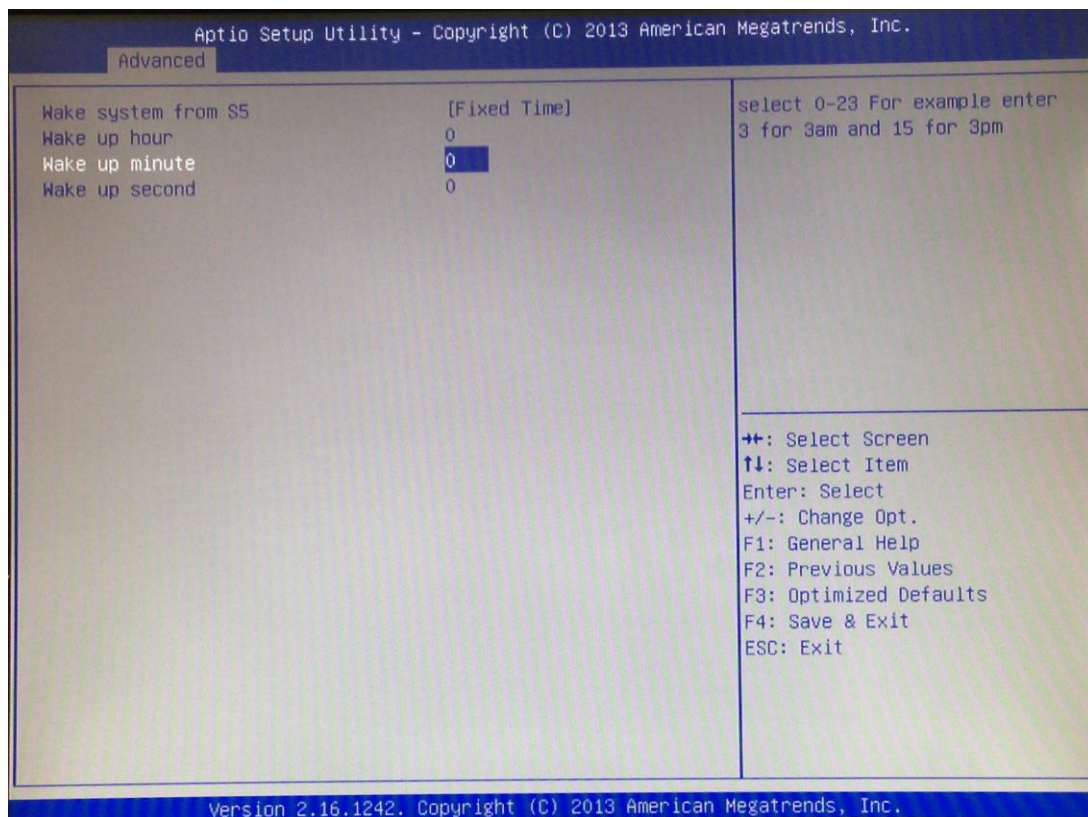 Aptio Setup Utility – Copyright (C) 2013 American Megatrends, Inc.
Advanced
Wake system from S5 [Fixed Time]
Wake up hour 0
Wake up minute 0
Wake up second 0
select 0-23 For example enter
3 for 3am and 15 for 3pm
→←: Select Screen
↑↓: Select Item
Enter: Select
+/-: Change Opt.
F1: General Help
F2: Previous Values
F3: Optimized Defaults
F4: Save & Exit
ESC: Exit
Version 2.16.1242. Copyright (C) 2013 American Megatrends, Inc.